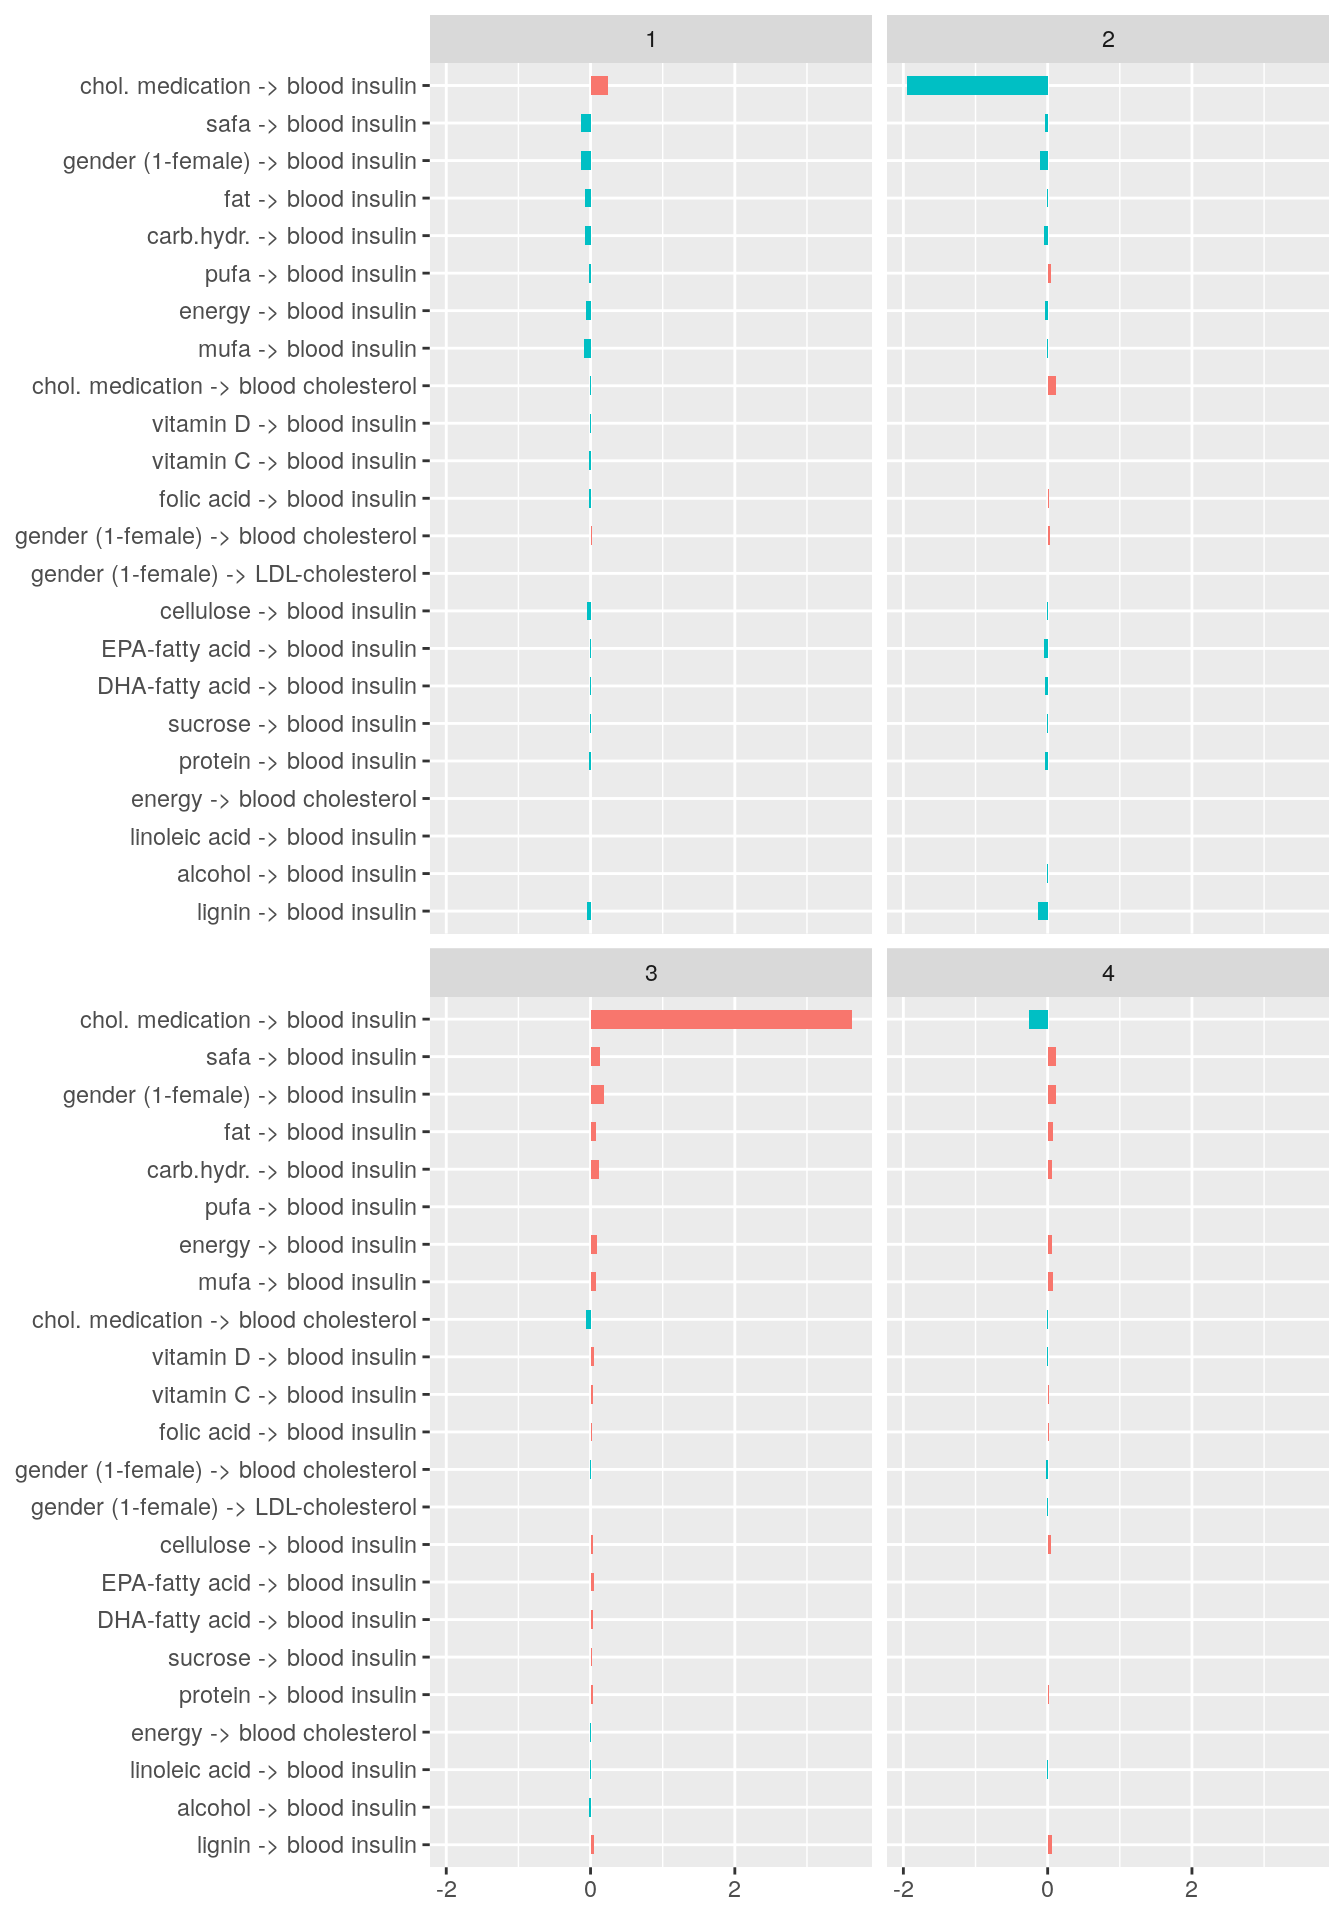 1
2
chol. medication -> blood insulin
safa -> blood insulin
gender (1-female) -> blood insulin
fat -> blood insulin
carb.hydr. -> blood insulin
pufa -> blood insulin
energy -> blood insulin
mufa -> blood insulin
chol. medication -> blood cholesterol
vitamin D -> blood insulin
vitamin C -> blood insulin
folic acid -> blood insulin
gender (1-female) -> blood cholesterol
gender (1-female) -> LDL-cholesterol
cellulose -> blood insulin
EPA-fatty acid -> blood insulin
DHA-fatty acid -> blood insulin
sucrose -> blood insulin
protein -> blood insulin
energy -> blood cholesterol
linoleic acid -> blood insulin
alcohol -> blood insulin
lignin -> blood insulin
3
4
chol. medication -> blood insulin
safa -> blood insulin
gender (1-female) -> blood insulin
fat -> blood insulin
carb.hydr. -> blood insulin
pufa -> blood insulin
energy -> blood insulin
mufa -> blood insulin
chol. medication -> blood cholesterol
vitamin D -> blood insulin
vitamin C -> blood insulin
folic acid -> blood insulin
gender (1-female) -> blood cholesterol
gender (1-female) -> LDL-cholesterol
cellulose -> blood insulin
EPA-fatty acid -> blood insulin
DHA-fatty acid -> blood insulin
sucrose -> blood insulin
protein -> blood insulin
energy -> blood cholesterol
linoleic acid -> blood insulin
alcohol -> blood insulin
lignin -> blood insulin
-2 0 2
-2 0 2